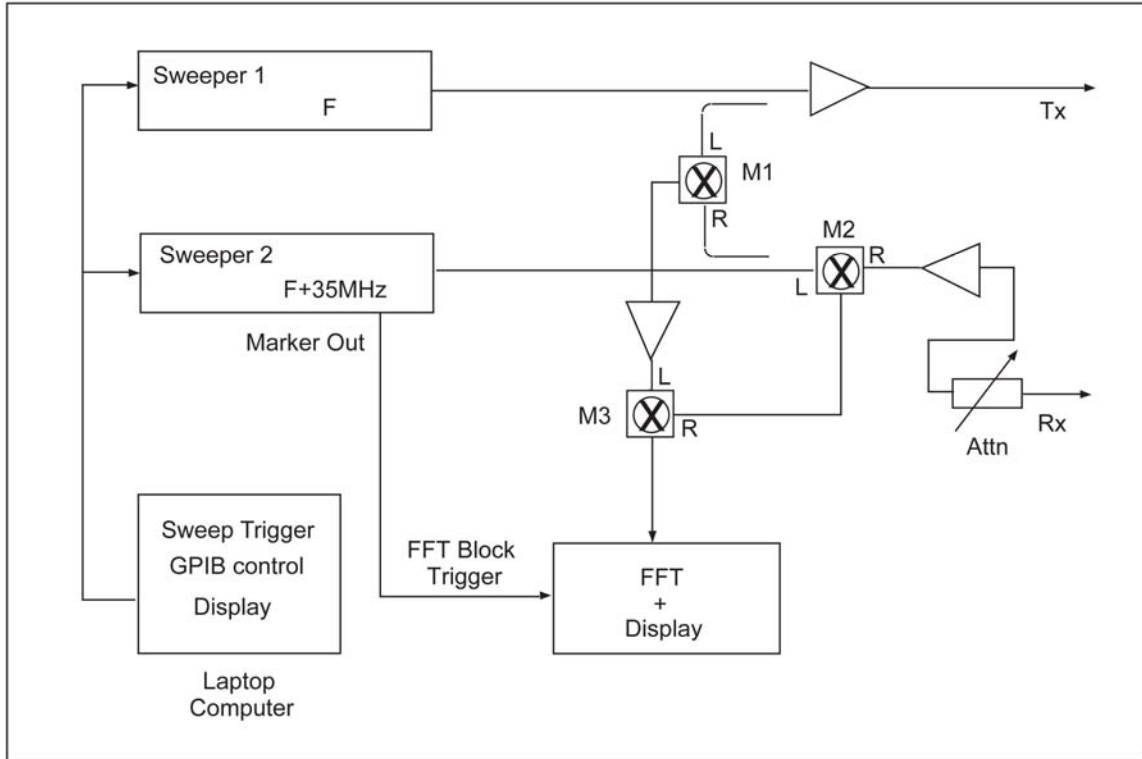 Sweeper 1
F
Tx
L
M1
R
M2
Sweeper 2
R
F+35MHz
L
Marker Out
L
M3
R
Rx
Attn
Sweep Trigger
GPIB control
Display
FFT Block
Trigger
FFT
+
Display
Laptop
Computer